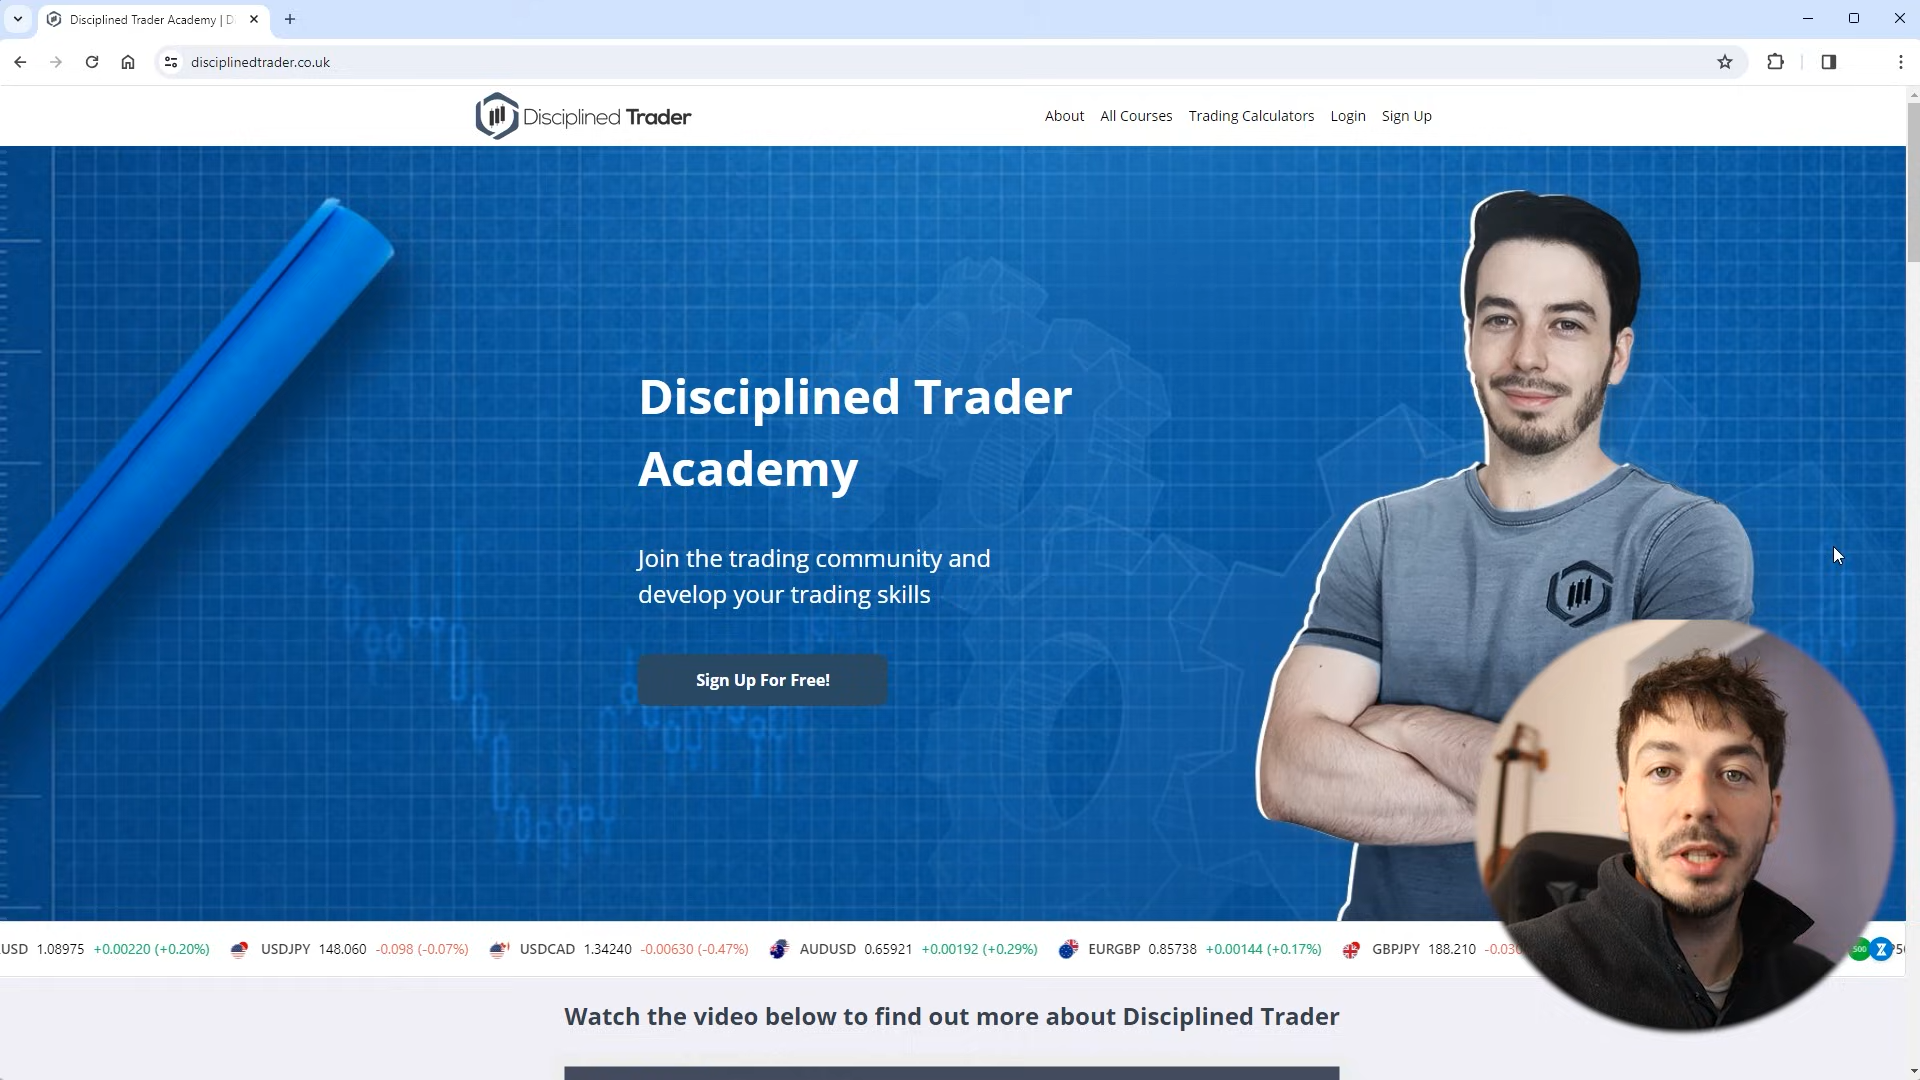 Disciplined Trader Academy | D
disciplinedtrader.co.uk
Disciplined Trader
About
All Courses
Trading Calculators
Login
Sign Up
Disciplined Trader
Academy
Join the trading community and
develop your trading skills
Sign Up For Free!
USD 1.08975 +0.00220 (+0.20%) USDJPY 148.060 -0.098 (-0.07%) USDCAD 1.34240 -0.00630 (-0.47%) AUDUSD 0.65921 +0.00192 (+0.29%) EURGBP 0.85738 +0.00144 (+0.17%) GBPJPY 188.210 -0.03 500
Watch the video below to find out more about Disciplined Trader